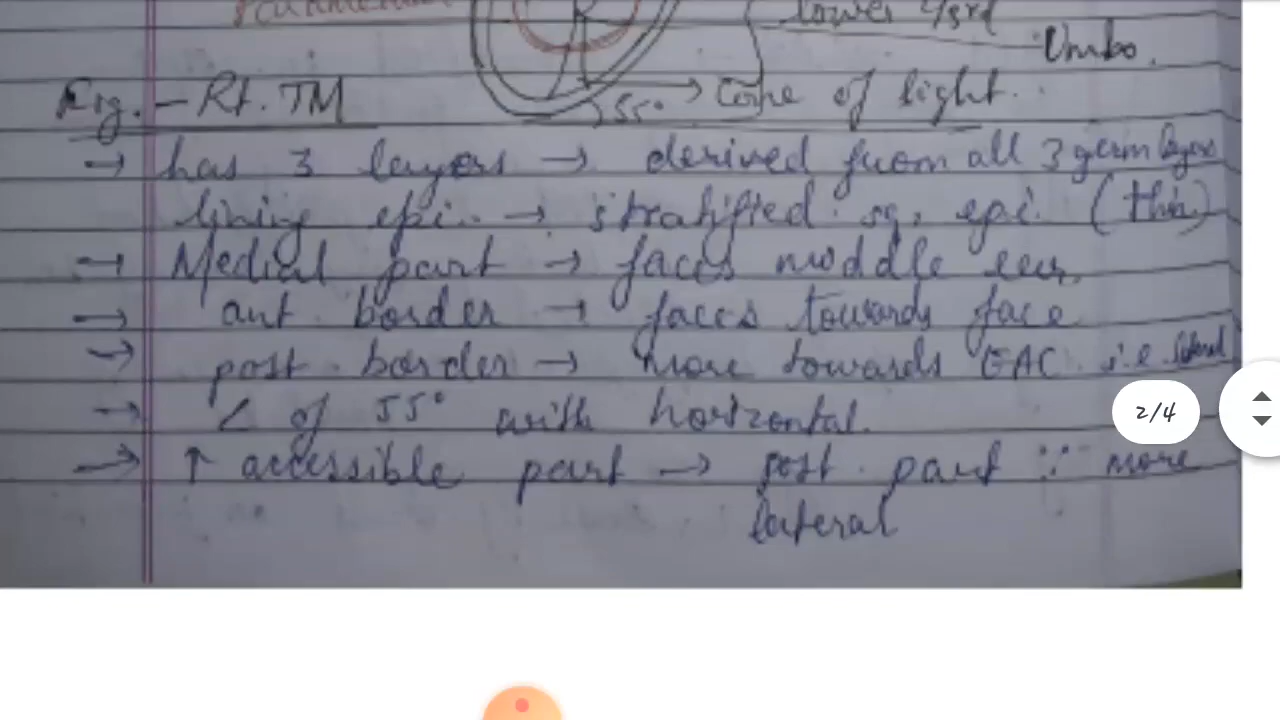 lower 2/3rd
Umbo.
Fig. - Rt. TM
55° → Cone of light.
→ has 3 layers → derived from all 3 germ layers
lining epi. → stratified sq. epi. (thin)
→ Medial part → faces middle ear.
→ ant. border → faces towards face
→ post. border → more towards EAC i.e. lateral
→ ∠ of 55° with horizontal.
→ ↑ accessible part → post. part ∵ more
lateral
2/4